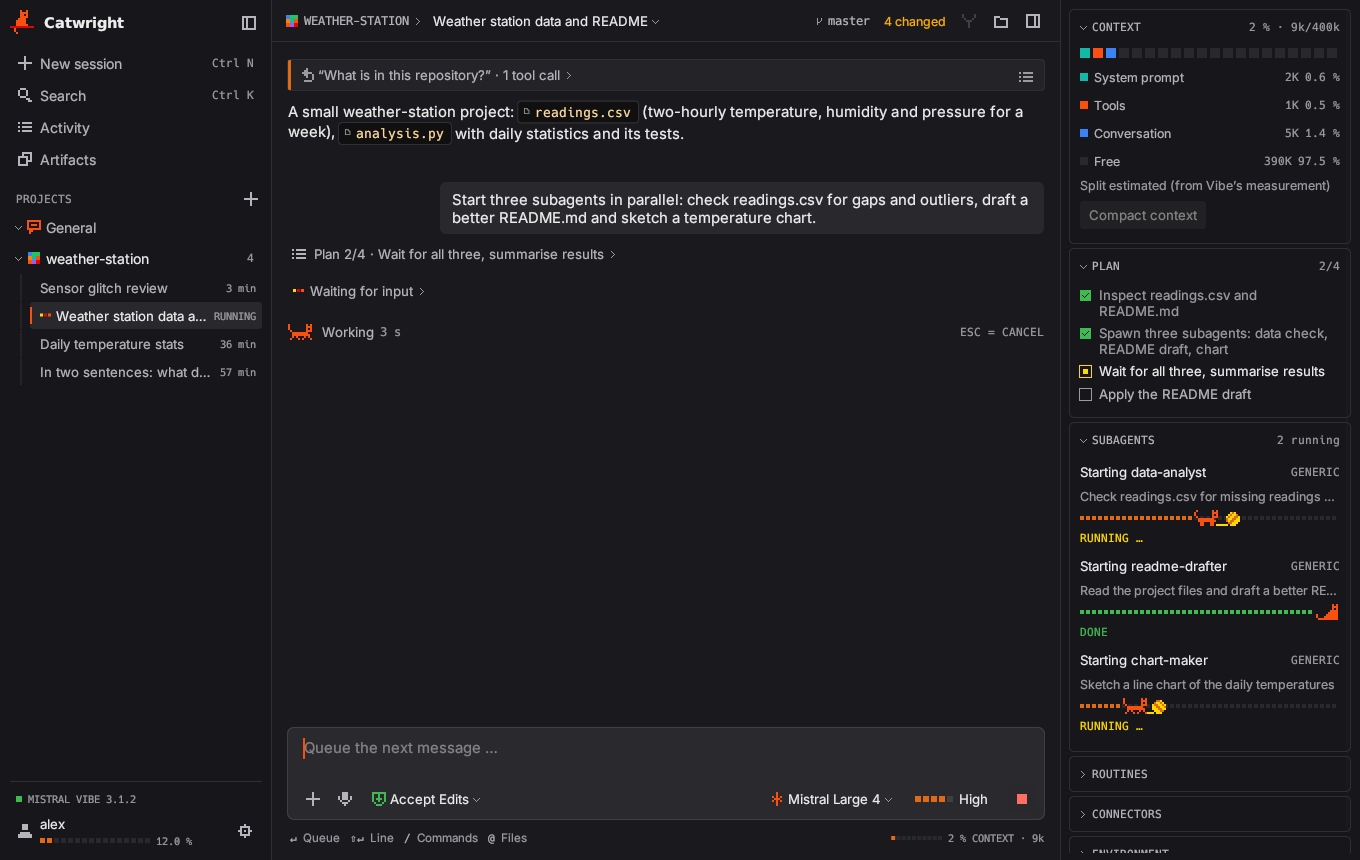 Catwright
New session Ctrl N
Search Ctrl K
Activity
Artifacts
PROJECTS
General
weather-station 4
Sensor glitch review 3 min
Weather station data a... RUNNING
Daily temperature stats 36 min
In two sentences: what d... 57 min
MISTRAL VIBE 3.1.2
alex
12.0 %
WEATHER-STATION Weather station data and README master 4 changed
“What is in this repository?” · 1 tool call
A small weather-station project: readings.csv (two-hourly temperature, humidity and pressure for a
week), analysis.py with daily statistics and its tests.
Start three subagents in parallel: check readings.csv for gaps and outliers, draft a
better README.md and sketch a temperature chart.
Plan 2/4 · Wait for all three, summarise results
Waiting for input
Working 3 s ESC = CANCEL
Queue the next message …
Accept Edits Mistral Large 4 High
↵ Queue ⇧↵ Line / Commands @ Files 2 % CONTEXT · 9k
CONTEXT 2 % · 9k/400k
System prompt 2K 0.6 %
Tools 1K 0.5 %
Conversation 5K 1.4 %
Free 390K 97.5 %
Split estimated (from Vibe’s measurement)
Compact context
PLAN 2/4
Inspect readings.csv and
README.md
Spawn three subagents: data check,
README draft, chart
Wait for all three, summarise results
Apply the README draft
SUBAGENTS 2 running
Starting data-analyst GENERIC
Check readings.csv for missing readings ...
RUNNING …
Starting readme-drafter GENERIC
Read the project files and draft a better RE...
DONE
Starting chart-maker GENERIC
Sketch a line chart of the daily temperatures
RUNNING …
ROUTINES
CONNECTORS
ENVIRONMENT